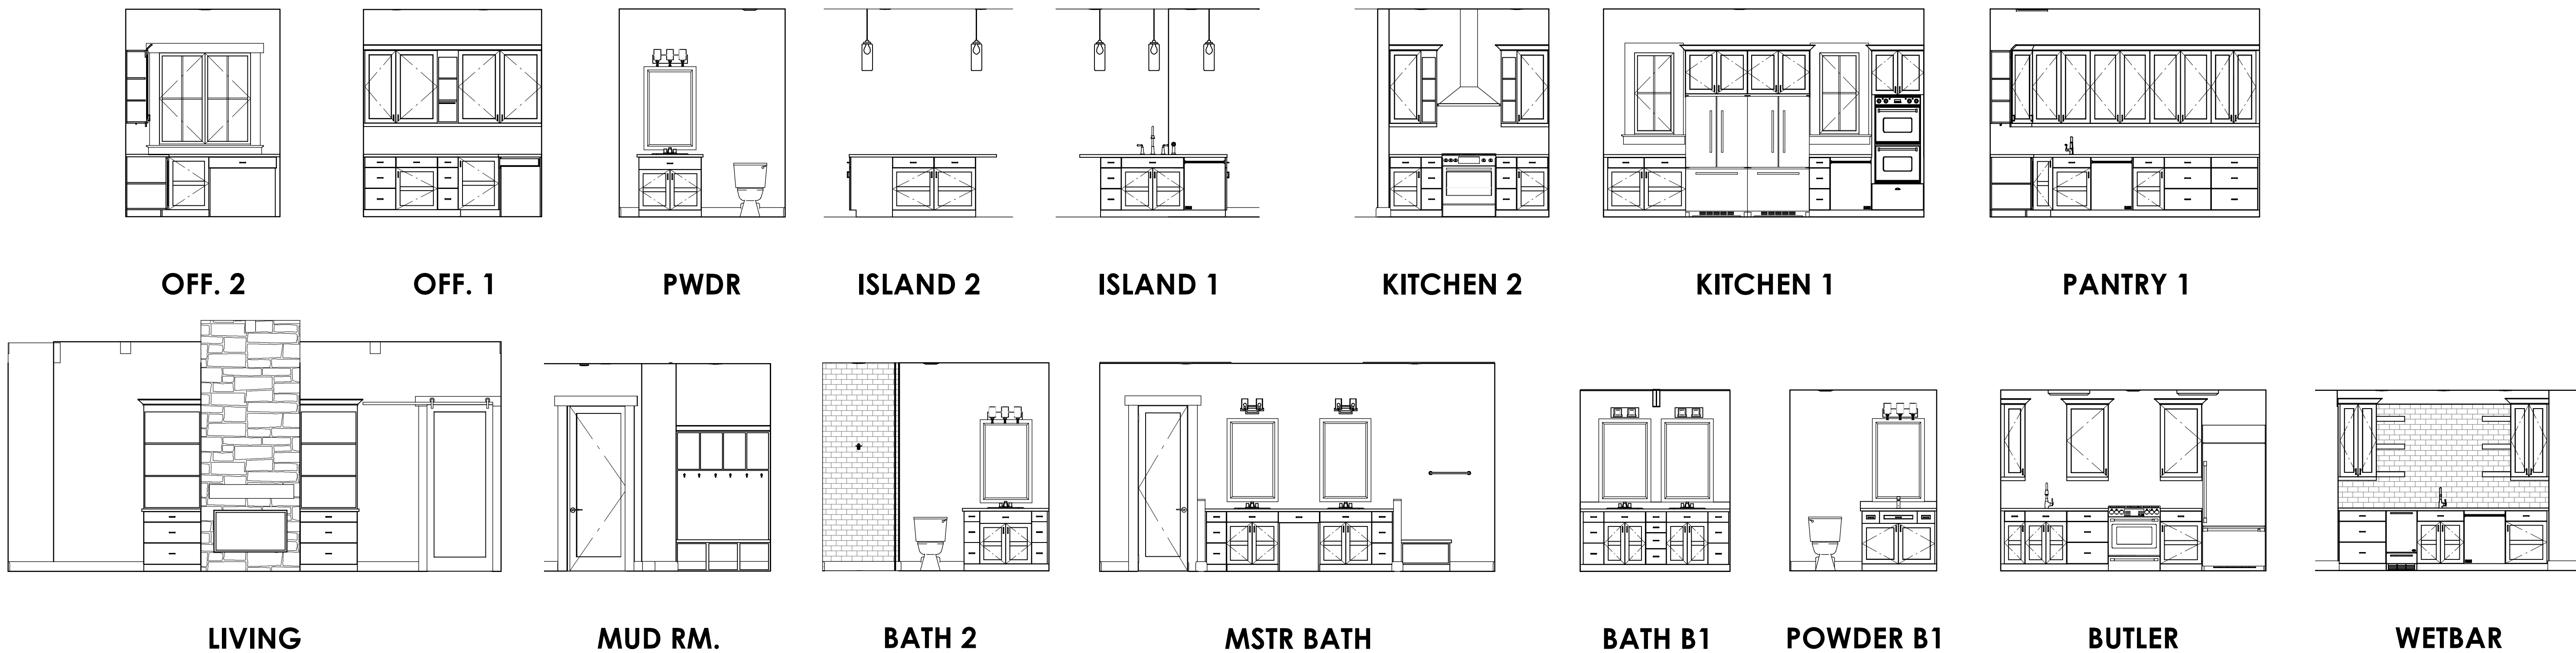 OFF. 2
OFF. 1
PWDR
ISLAND 2
ISLAND 1
KITCHEN 2
KITCHEN 1
PANTRY 1
LIVING
MUD RM.
BATH 2
MSTR BATH
BATH B1
POWDER B1
BUTLER
WETBAR